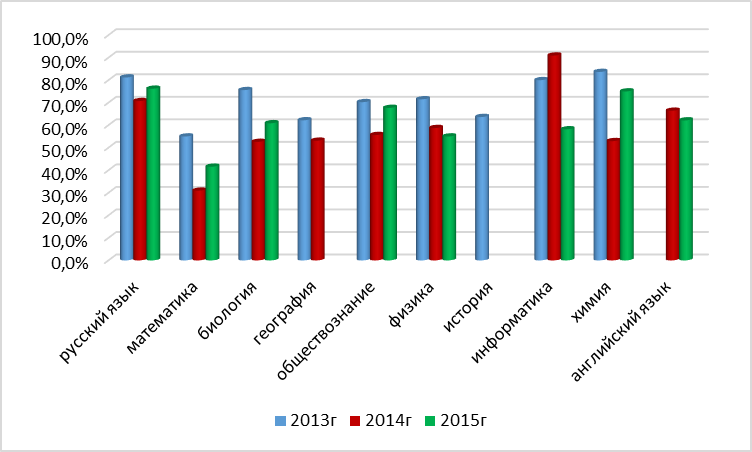 100,0%
90,0%
80,0%
70,0%
60,0%
50,0%
40,0%
30,0%
20,0%
10,0%
0,0%
русский язык
математика
биология
география
обществознание
физика
история
информатика
химия
английский язык
2013г 2014г 2015г